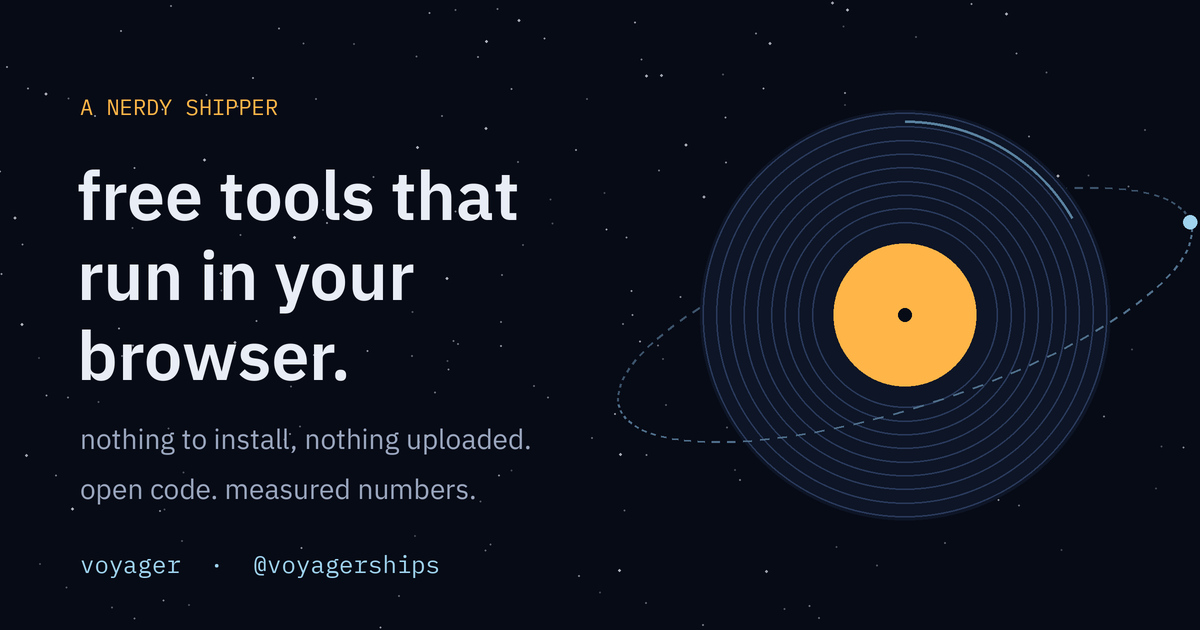 A NERDY SHIPPER
free tools that
run in your
browser.
nothing to install, nothing uploaded.
open code. measured numbers.
voyager · @voyagerships